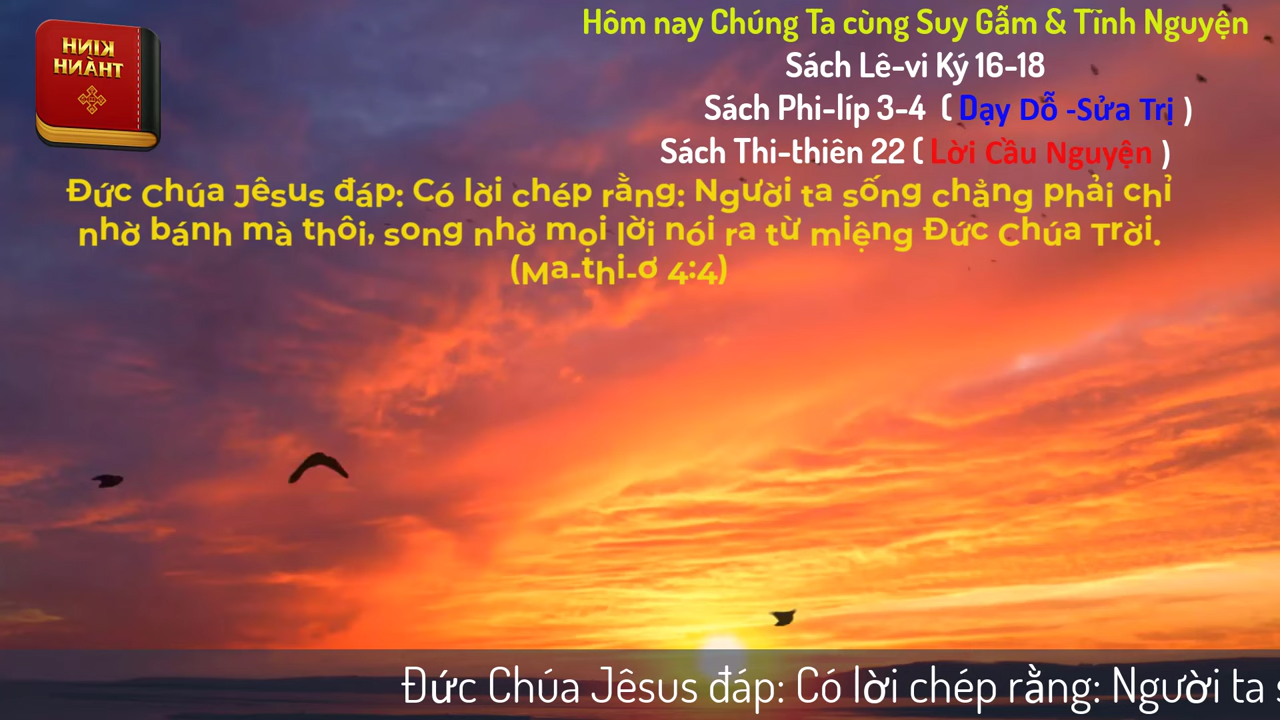 KINH
THÀNH
Hôm nay Chúng Ta cùng Suy Gẫm & Tĩnh Nguyện
Sách Lê-vi Ký 16-18
Sách Phi-líp 3-4 ( Dạy Dỗ -Sửa Trị )
Sách Thi-thiên 22 ( Lời Cầu Nguyện )
Đức Chúa Jêsus đáp: Có lời chép rằng: Người ta sống chẳng phải chỉ
nhờ bánh mà thôi, song nhờ mọi lời nói ra từ miệng Đức Chúa Trời.
(Ma-thi-ơ 4:4)
Đức Chúa Jêsus đáp: Có lời chép rằng: Người ta